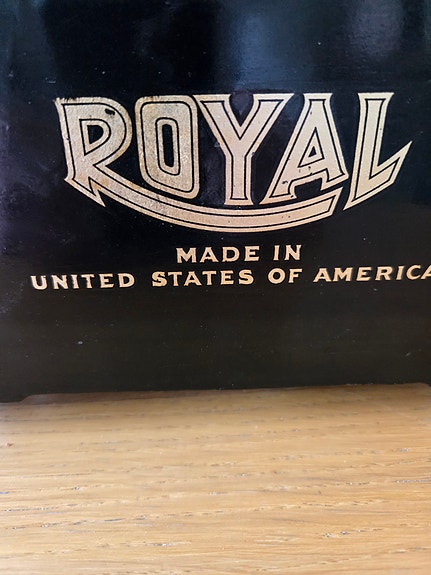 ROYAL
MADE IN
UNITED STATES OF AMERICA